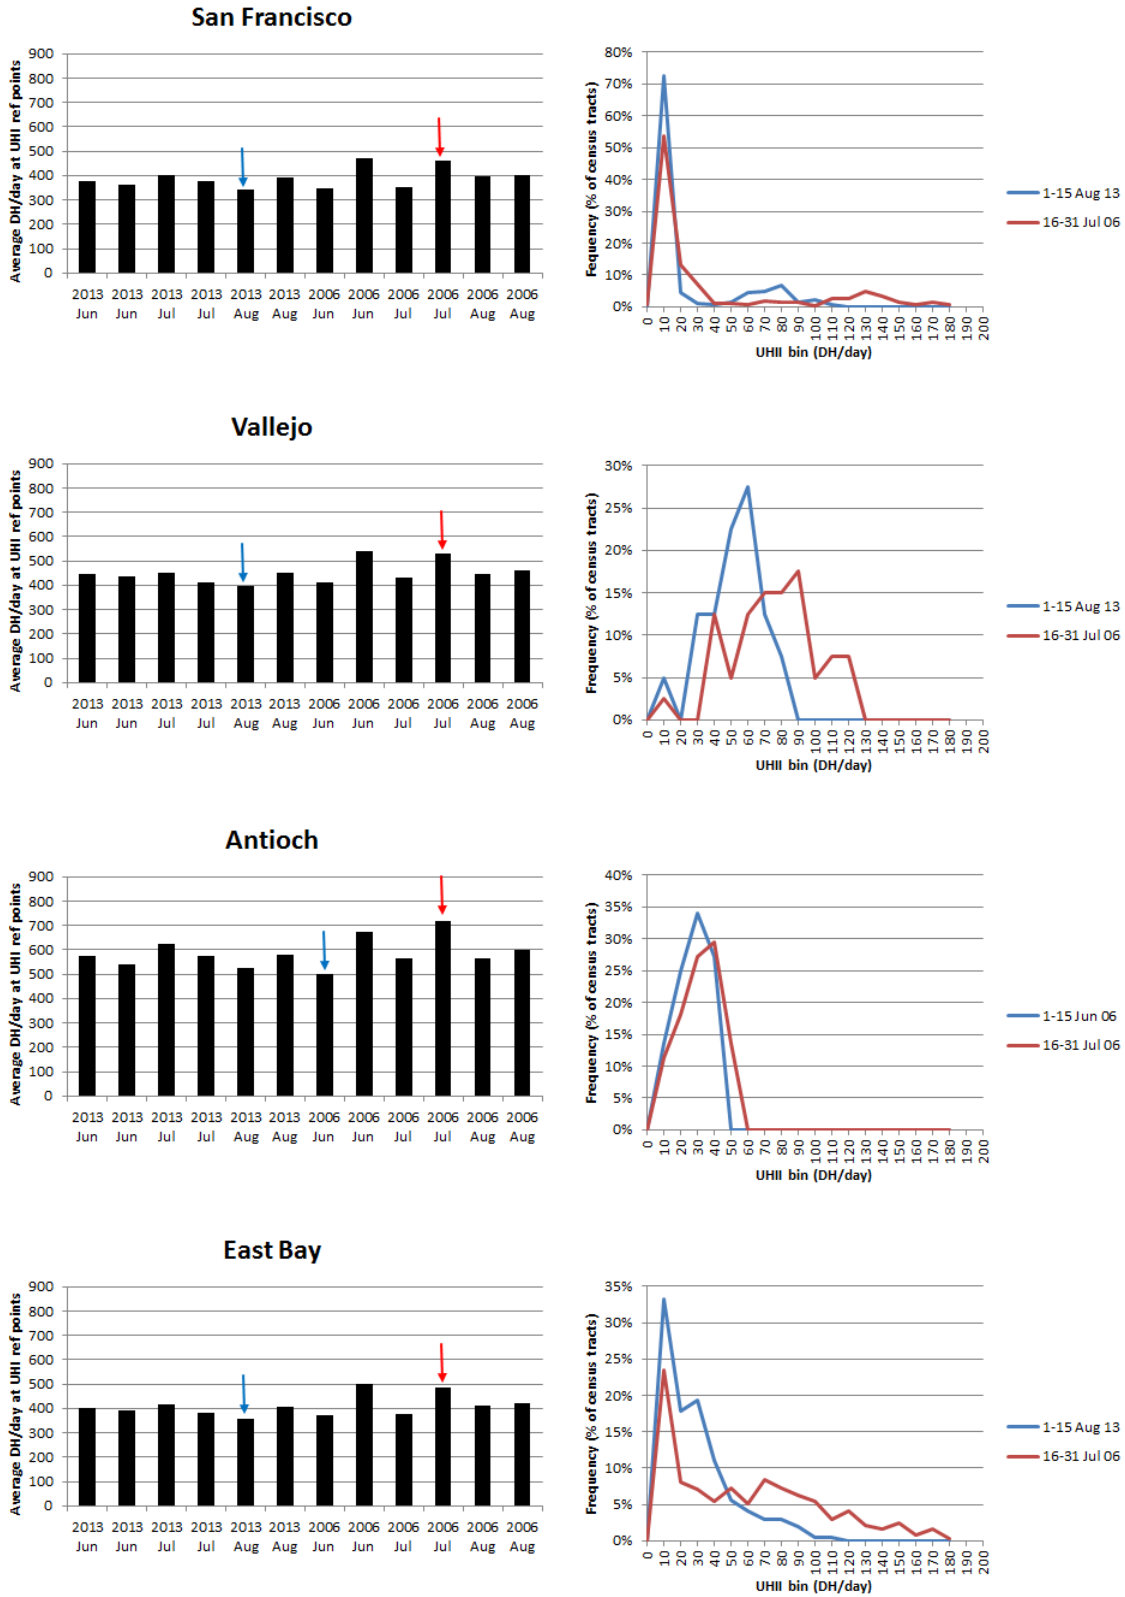 San Francisco
Average DH/day at UHI ref points
900
800
700
600
500
400
300
200
100
0
2013 2013 2013 2013 2013 2013 2006 2006 2006 2006 2006 2006
Jun Jun Jul Jul Aug Aug Jun Jun Jul Jul Aug Aug
Fequency (% of census tracts)
80%
70%
60%
50%
40%
30%
20%
10%
0%
0 10 20 30 40 50 60 70 80 90 100 110 120 130 140 150 160 170 180 190 200
UHII bin (DH/day)
1-15 Aug 13
16-31 Jul 06
Vallejo
Average DH/day at UHI ref points
900
800
700
600
500
400
300
200
100
0
2013 2013 2013 2013 2013 2013 2006 2006 2006 2006 2006 2006
Jun Jun Jul Jul Aug Aug Jun Jun Jul Jul Aug Aug
Frequency (% of census tracts)
30%
25%
20%
15%
10%
5%
0%
0 10 20 30 40 50 60 70 80 90 100 110 120 130 140 150 160 170 180 190 200
UHII bin (DH/day)
1-15 Aug 13
16-31 Jul 06
Antioch
Average DH/day at UHI ref points
900
800
700
600
500
400
300
200
100
0
2013 2013 2013 2013 2013 2013 2006 2006 2006 2006 2006 2006
Jun Jun Jul Jul Aug Aug Jun Jun Jul Jul Aug Aug
Frequency (% of census tracts)
40%
35%
30%
25%
20%
15%
10%
5%
0%
0 10 20 30 40 50 60 70 80 90 100 110 120 130 140 150 160 170 180 190 200
UHII bin (DH/day)
1-15 Jun 06
16-31 Jul 06
East Bay
Average DH/day at UHI ref points
900
800
700
600
500
400
300
200
100
0
2013 2013 2013 2013 2013 2013 2006 2006 2006 2006 2006 2006
Jun Jun Jul Jul Aug Aug Jun Jun Jul Jul Aug Aug
Frequency (% of census tracts)
35%
30%
25%
20%
15%
10%
5%
0%
0 10 20 30 40 50 60 70 80 90 100 110 120 130 140 150 160 170 180 190 200
UHII bin (DH/day)
1-15 Aug 13
16-31 Jul 06